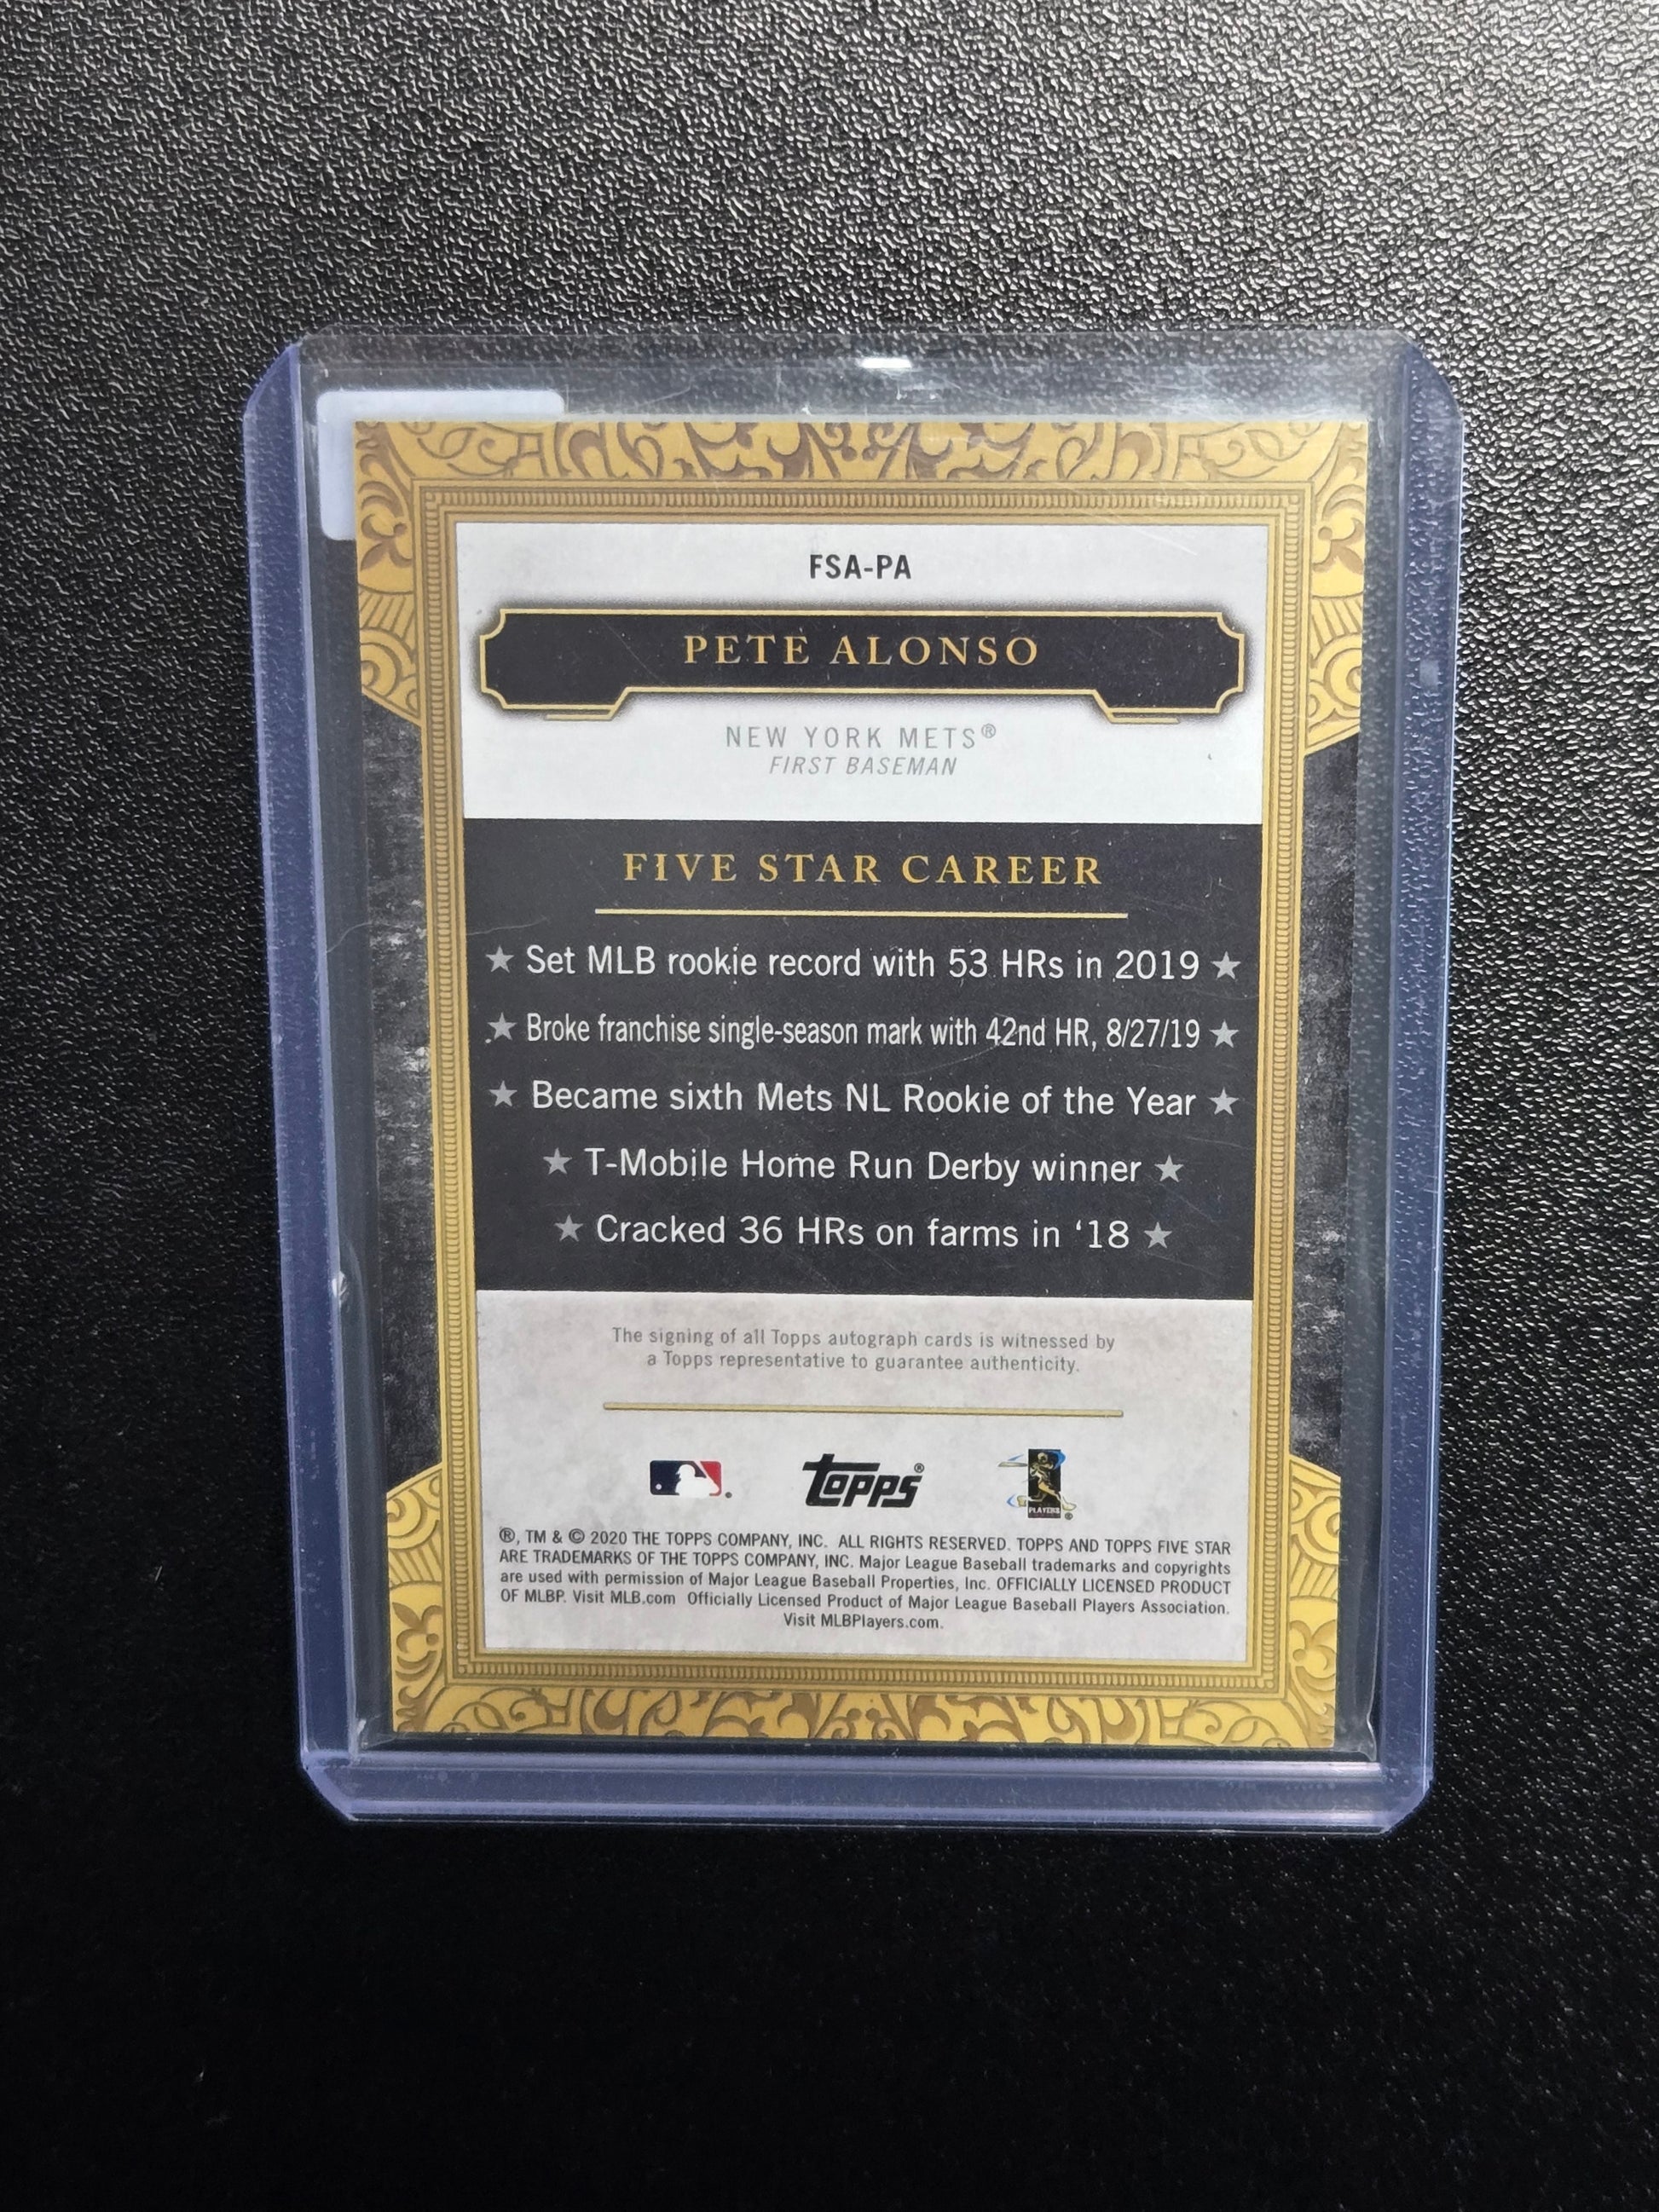 FSA-PA
PETE ALONSO
NEW YORK METS®
FIRST BASEMAN
FIVE STAR CAREER
★ Set MLB rookie record with 53 HRs in 2019 ★
★ Broke franchise single-season mark with 42nd HR, 8/27/19 ★
★ Became sixth Mets NL Rookie of the Year ★
★ T-Mobile Home Run Derby winner ★
★ Cracked 36 HRs on farms in ‘18 ★
The signing of all Topps autograph cards is witnessed by
a Topps representative to guarantee authenticity.
topps® PLAYERS ®
®, TM & © 2020 THE TOPPS COMPANY, INC. ALL RIGHTS RESERVED. TOPPS AND TOPPS FIVE STAR
ARE TRADEMARKS OF THE TOPPS COMPANY, INC. Major League Baseball trademarks and copyrights
are used with permission of Major League Baseball Properties, Inc. OFFICIALLY LICENSED PRODUCT
OF MLBP. Visit MLB.com Officially Licensed Product of Major League Baseball Players Association.
Visit MLBPlayers.com.